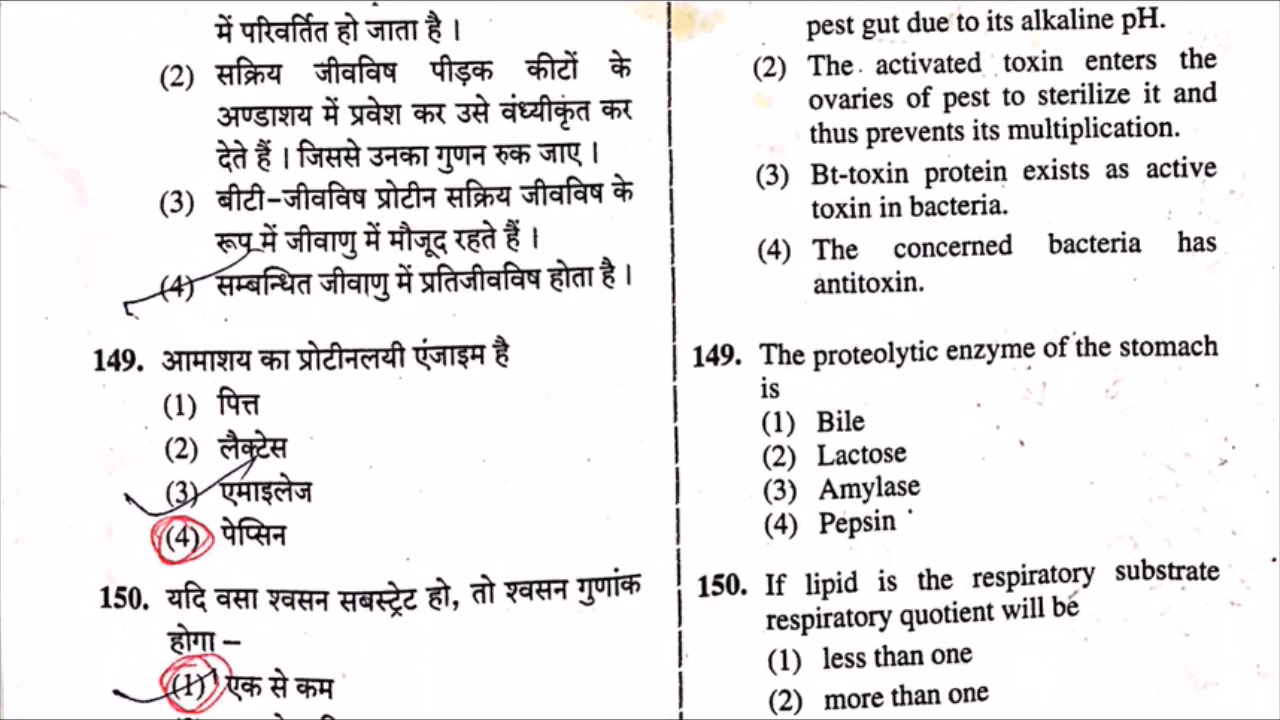 में परिवर्तित हो जाता है ।
(2) सक्रिय जीवविष पीड़क कीटों के
अण्डाशय में प्रवेश कर उसे वंध्यीकृत कर
देते हैं । जिससे उनका गुणन रुक जाए ।
(3) बीटी-जीवविष प्रोटीन सक्रिय जीवविष के
रूप में जीवाणु में मौजूद रहते हैं ।
(4) सम्बन्धित जीवाणु में प्रतिजीवविष होता है ।
149. आमाशय का प्रोटीनलयी एंजाइम है
(1) पित्त
(2) लैक्टेस
(3) एमाइलेज
(4) पेप्सिन
150. यदि वसा श्वसन सबस्ट्रेट हो, तो श्वसन गुणांक
होगा –
(1) एक से कम
pest gut due to its alkaline pH.
(2) The activated toxin enters the
ovaries of pest to sterilize it and
thus prevents its multiplication.
(3) Bt-toxin protein exists as active
toxin in bacteria.
(4) The concerned bacteria has
antitoxin.
149. The proteolytic enzyme of the stomach
is
(1) Bile
(2) Lactose
(3) Amylase
(4) Pepsin
150. If lipid is the respiratory substrate
respiratory quotient will be
(1) less than one
(2) more than one